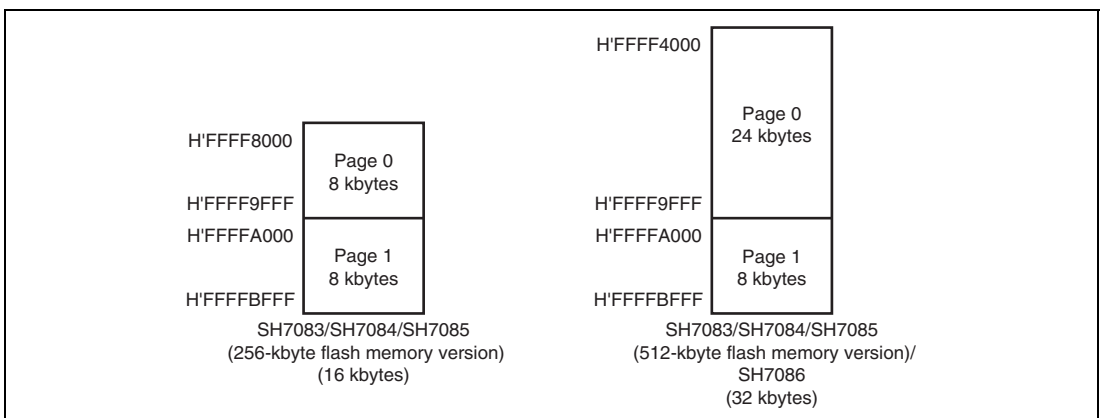 H'FFFF8000
Page 0
8 kbytes
H'FFFF9FFF
H'FFFFA000
Page 1
8 kbytes
H'FFFFBFFF
SH7083/SH7084/SH7085
(256-kbyte flash memory version)
(16 kbytes)
H'FFFF4000
Page 0
24 kbytes
H'FFFF9FFF
H'FFFFA000
Page 1
8 kbytes
H'FFFFBFFF
SH7083/SH7084/SH7085
(512-kbyte flash memory version)/
SH7086
(32 kbytes)